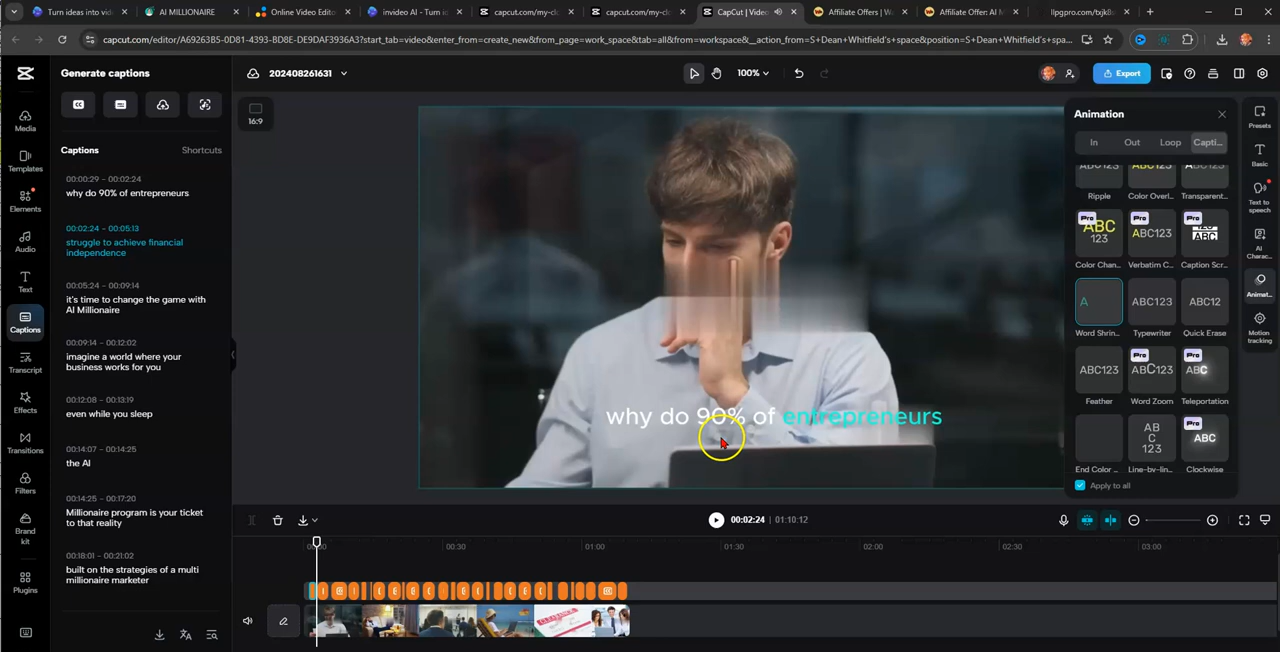 Turn ideas into vide
AI MILLIONAIRE
Online Video Editor
invideo AI - Turn id
capcut.com/my-clo
capcut.com/my-clo
CapCut | Video
Affiliate Offers | W
Affiliate Offer: AI M
llpgpro.com/txjk8
capcut.com/editor/A69263B5-0D81-4393-BD8E-DE9DAF3936A3?start_tab=video&enter_from=create_new&from_page=work_space&tab=all&from=workspace&__action_from=S+Dean+Whitfield's+space&position=S+Dean+Whitfield's+spa...
Generate captions
202408261631
100%
Export
16:9
Media
Templates
Elements
Audio
Text
Captions
Transcript
Effects
Transitions
Filters
Brand
kit
Plugins
Captions
Shortcuts
00:00:29 – 00:02:24
why do 90% of entrepreneurs
00:02:24 – 00:05:13
struggle to achieve financial
independence
00:05:24 – 00:09:14
it's time to change the game with
AI Millionaire
00:09:14 – 00:12:02
imagine a world where your
business works for you
00:12:08 – 00:13:19
even while you sleep
00:14:07 – 00:14:25
the AI
00:14:25 – 00:17:20
Millionaire program is your ticket
to that reality
00:18:01 – 00:21:02
built on the strategies of a multi
millionaire marketer
why do 90% of entrepreneurs
Animation
In
Out
Loop
Capti...
ABC123
ABC123
ABC123
Ripple
Color Overl...
Transparent...
Pro
ABC
123
Pro
ABC123
Pro
ABC
Color Chan...
Verbatim C...
Caption Scr...
A
ABC123
ABC12
Word Shrin...
Typewriter
Quick Erase
ABC123
Pro
ABC123
Pro
ABC
Feather
Word Zoom
Teleportation
AB
C
123
Pro
ABC
End Color ...
Line-by-lin...
Clockwise
Apply to all
Presets
Basic
Text to
speech
AI
Charac...
Animat...
Motion
tracking
00:02:24 | 01:10:12
00:30
01:00
01:30
02:00
02:30
03:00